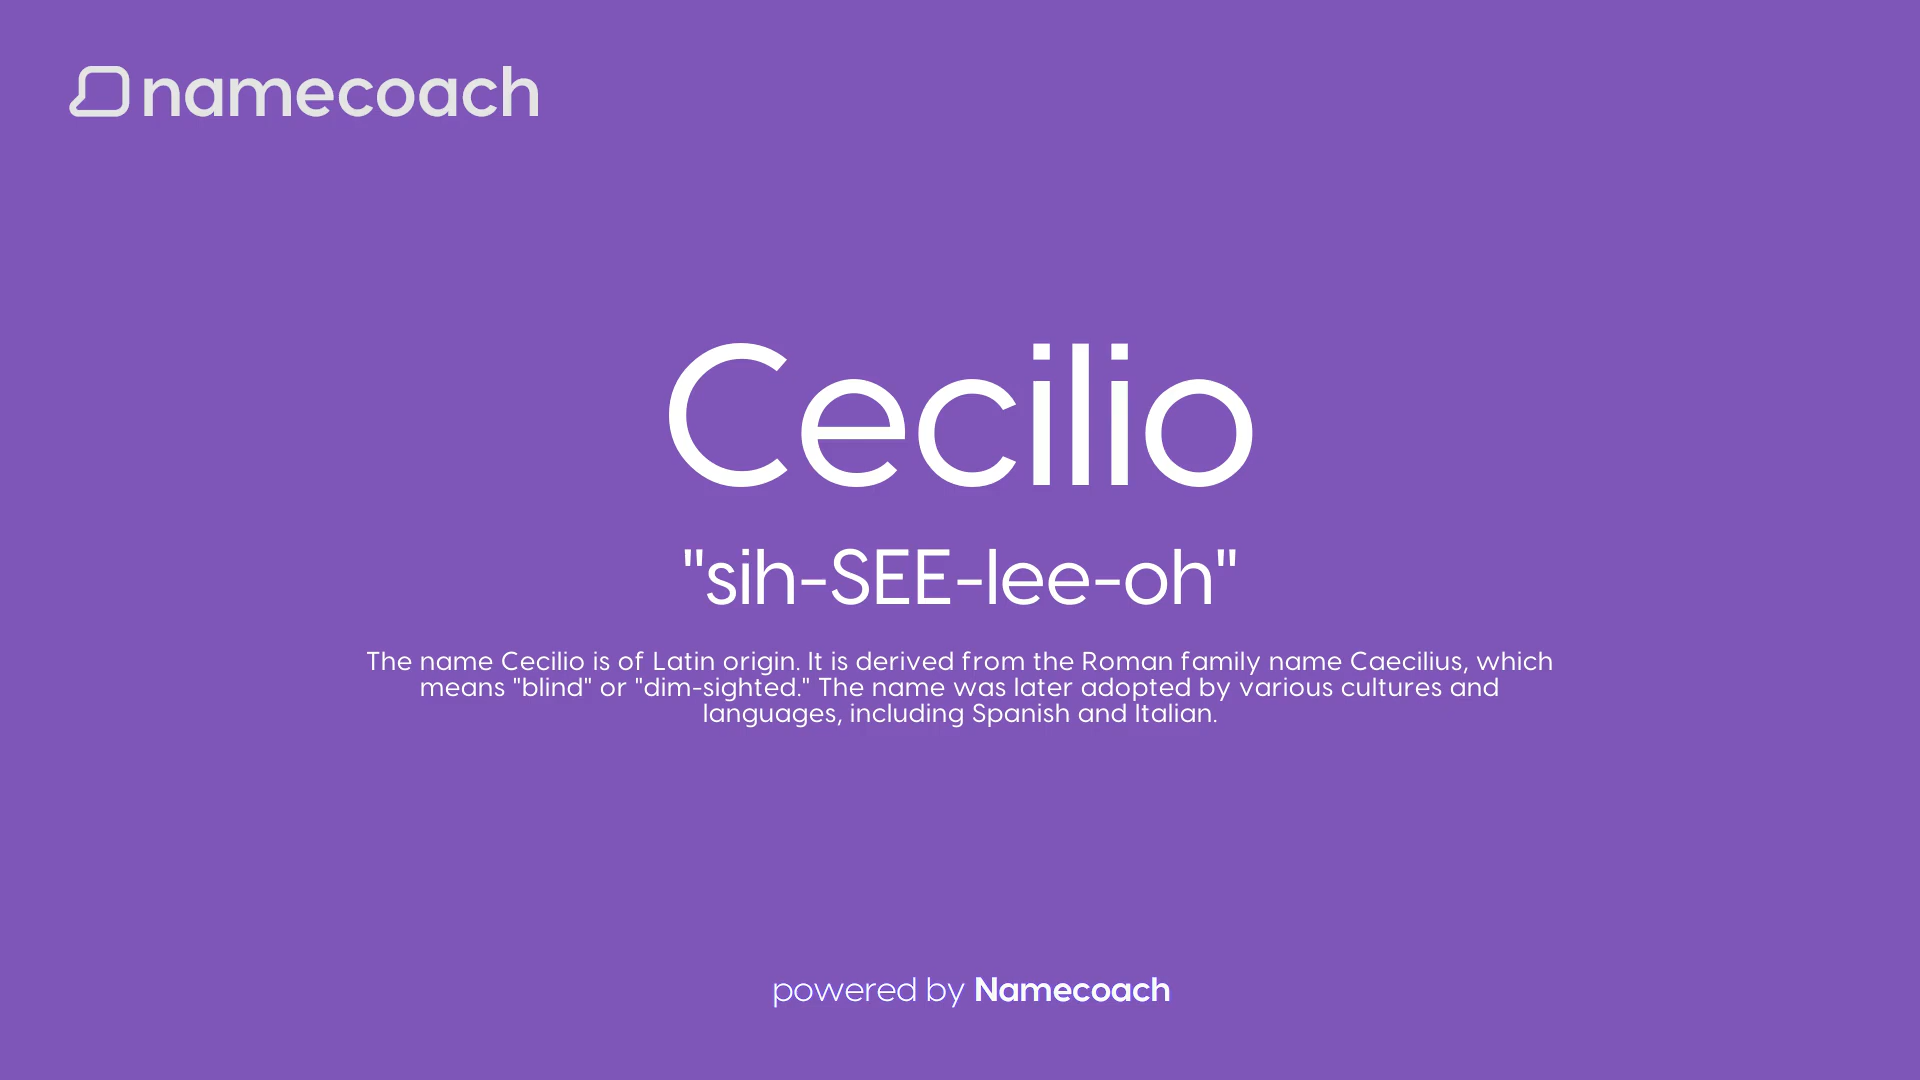 namecoach
Cecilio
"sih-SEE-lee-oh"
The name Cecilio is of Latin origin. It is derived from the Roman family name Caecilius, which
means "blind" or "dim-sighted." The name was later adopted by various cultures and
languages, including Spanish and Italian.
powered by Namecoach